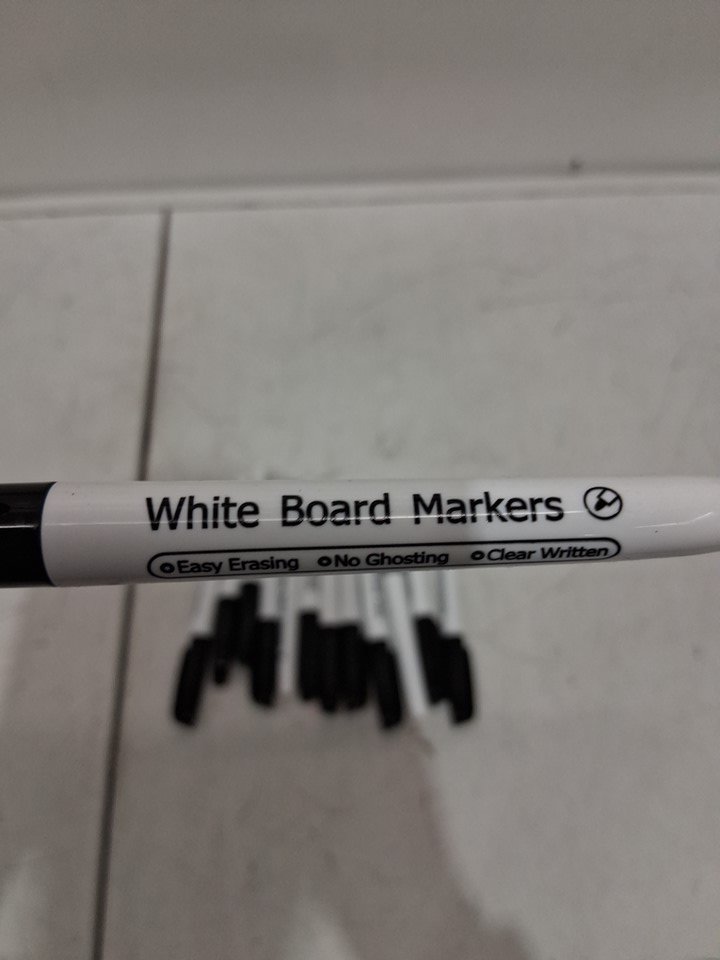 White Board Markers
Easy Erasing No Ghosting Clear Written